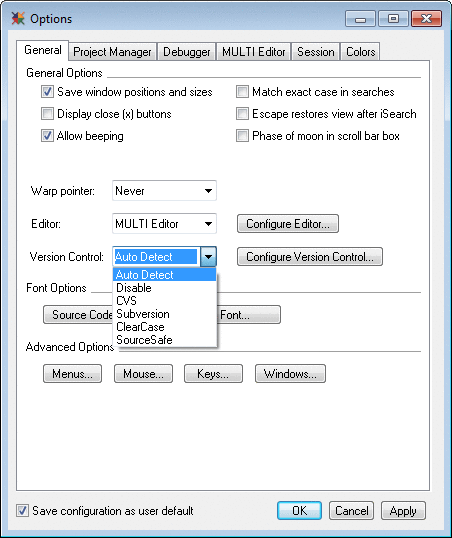 Options
General Project Manager Debugger MULTI Editor Session Colors
General Options
Save window positions and sizes Match exact case in searches
Display close (x) buttons Escape restores view after iSearch
Allow beeping Phase of moon in scroll bar box
Warp pointer: Never
Editor: MULTI Editor Configure Editor...
Version Control: Auto Detect Configure Version Control...
Auto Detect
Font Options Disable
CVS
Source Code Subversion Font...
ClearCase
SourceSafe
Advanced Options
Menus... Mouse... Keys... Windows...
Save configuration as user default OK Cancel Apply